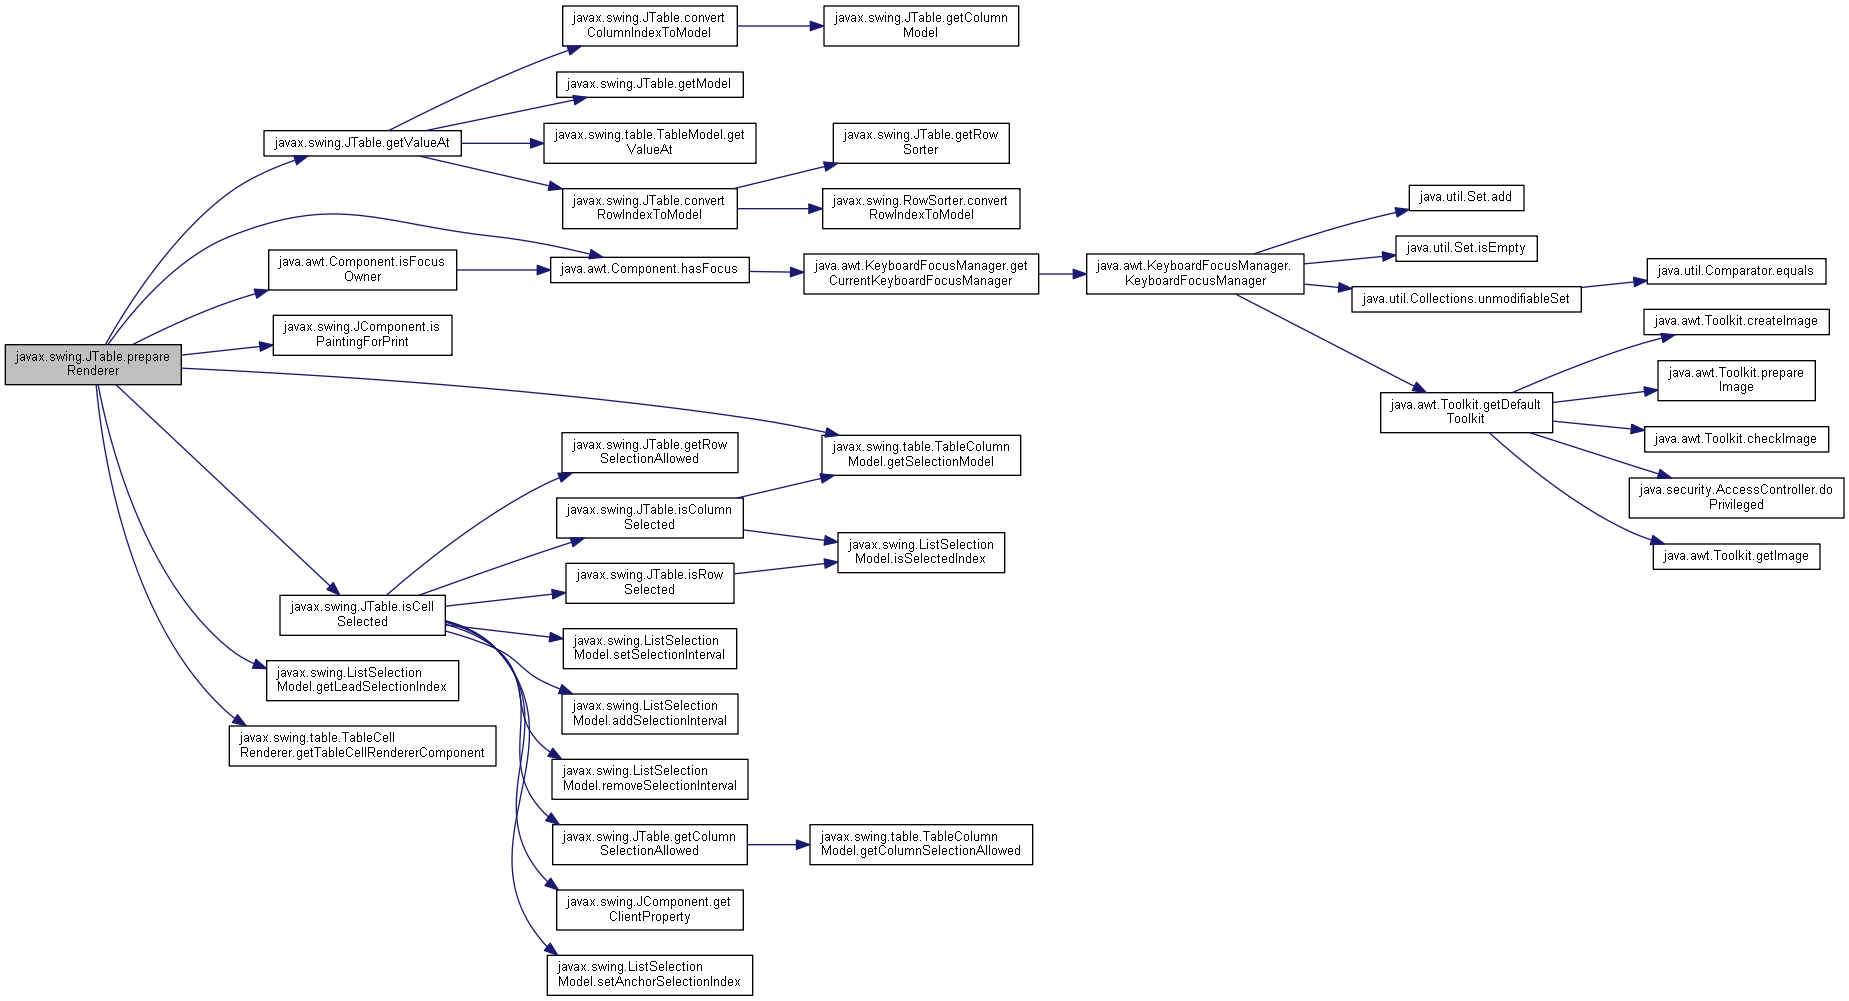 javax.swing.JTable.prepare
Renderer
javax.swing.JTable.getValueAt
java.awt.Component.isFocus
Owner
javax.swing.JComponent.is
PaintingForPrint
javax.swing.JTable.isCell
Selected
javax.swing.ListSelection
Model.getLeadSelectionIndex
javax.swing.table.TableCell
Renderer.getTableCellRendererComponent
javax.swing.JTable.convert
ColumnIndexToModel
javax.swing.JTable.getModel
javax.swing.table.TableModel.get
ValueAt
javax.swing.JTable.convert
RowIndexToModel
java.awt.Component.hasFocus
javax.swing.JTable.getRow
SelectionAllowed
javax.swing.JTable.isColumn
Selected
javax.swing.JTable.isRow
Selected
javax.swing.ListSelection
Model.setSelectionInterval
javax.swing.ListSelection
Model.addSelectionInterval
javax.swing.ListSelection
Model.removeSelectionInterval
javax.swing.JTable.getColumn
SelectionAllowed
javax.swing.JComponent.get
ClientProperty
javax.swing.ListSelection
Model.setAnchorSelectionIndex
javax.swing.JTable.getColumn
Model
javax.swing.JTable.getRow
Sorter
javax.swing.RowSorter.convert
RowIndexToModel
java.awt.KeyboardFocusManager.get
CurrentKeyboardFocusManager
javax.swing.table.TableColumn
Model.getSelectionModel
javax.swing.ListSelection
Model.isSelectedIndex
javax.swing.table.TableColumn
Model.getColumnSelectionAllowed
java.awt.KeyboardFocusManager.
KeyboardFocusManager
java.util.Set.add
java.util.Set.isEmpty
java.util.Collections.unmodifiableSet
java.awt.Toolkit.getDefault
Toolkit
java.util.Comparator.equals
java.awt.Toolkit.createImage
java.awt.Toolkit.prepare
Image
java.awt.Toolkit.checkImage
java.security.AccessController.do
Privileged
java.awt.Toolkit.getImage